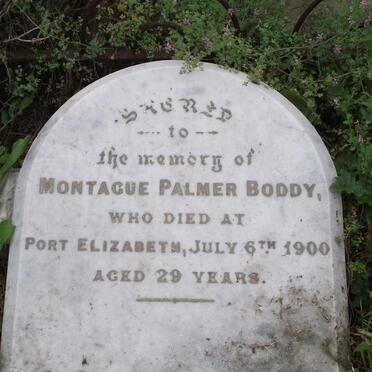 SACRED
to
the memory of
MONTAGUE PALMER BODDY,
WHO DIED AT
PORT ELIZABETH, JULY 6TH 1900
AGED 29 YEARS.